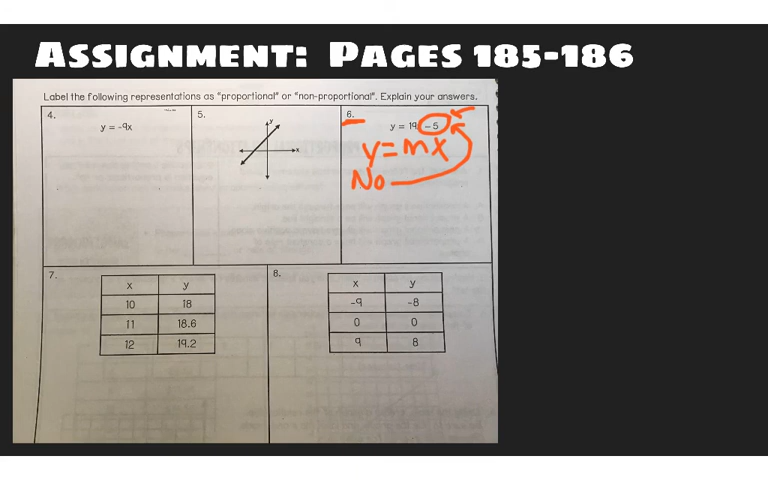 ASSIGNMENT: PAGES 185-186
Label the following representations as "proportional" or "non-proportional". Explain your answers.
4.
y = -9x
5.
y
x
6.
y = 19 - 5
y = mx
No
7.
x y
10 18
11 18.6
12 19.2
8.
x y
-9 -8
0 0
9 8